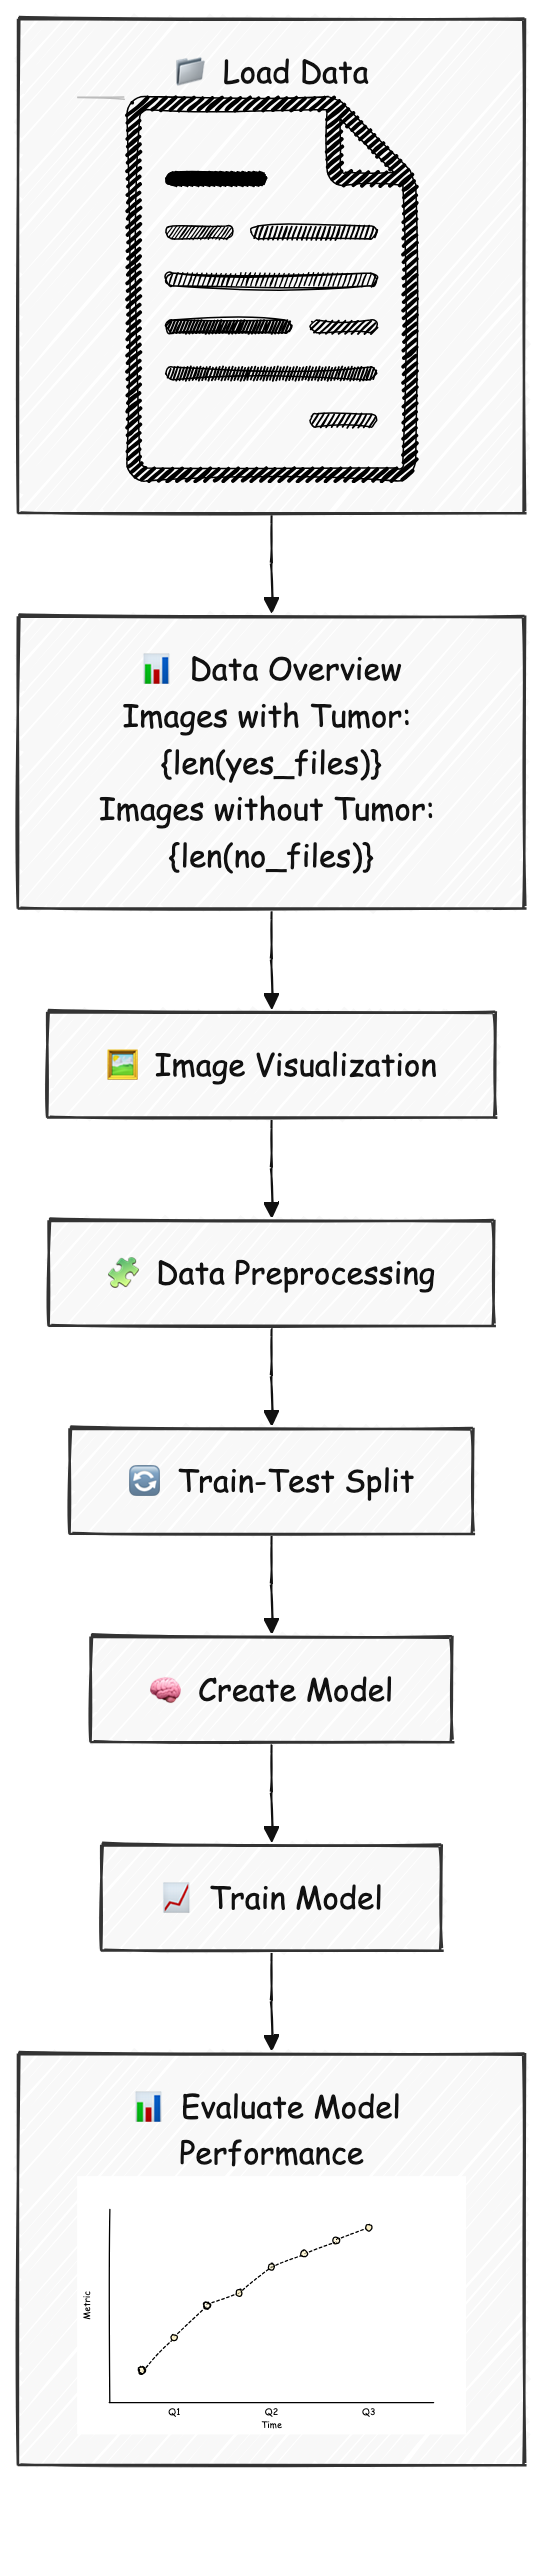 Load Data
Data Overview
Images with Tumor:
{len(yes_files)}
Images without Tumor:
{len(no_files)}
Image Visualization
Data Preprocessing
Train-Test Split
Create Model
Train Model
Evaluate Model
Performance
Metric
Q1 Q2 Q3
Time